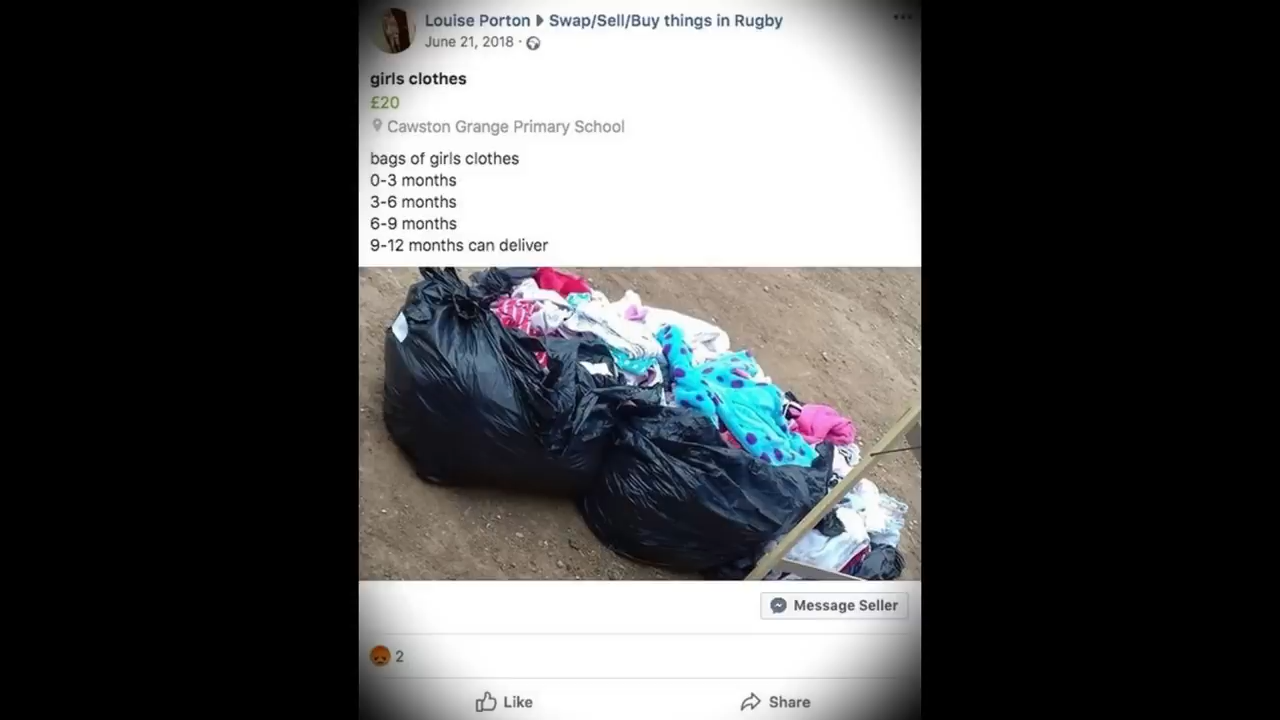 Louise Porton ▶ Swap/Sell/Buy things in Rugby
June 21, 2018 ·
girls clothes
£20
Cawston Grange Primary School
bags of girls clothes
0-3 months
3-6 months
6-9 months
9-12 months can deliver
Message Seller
2
Like
Share